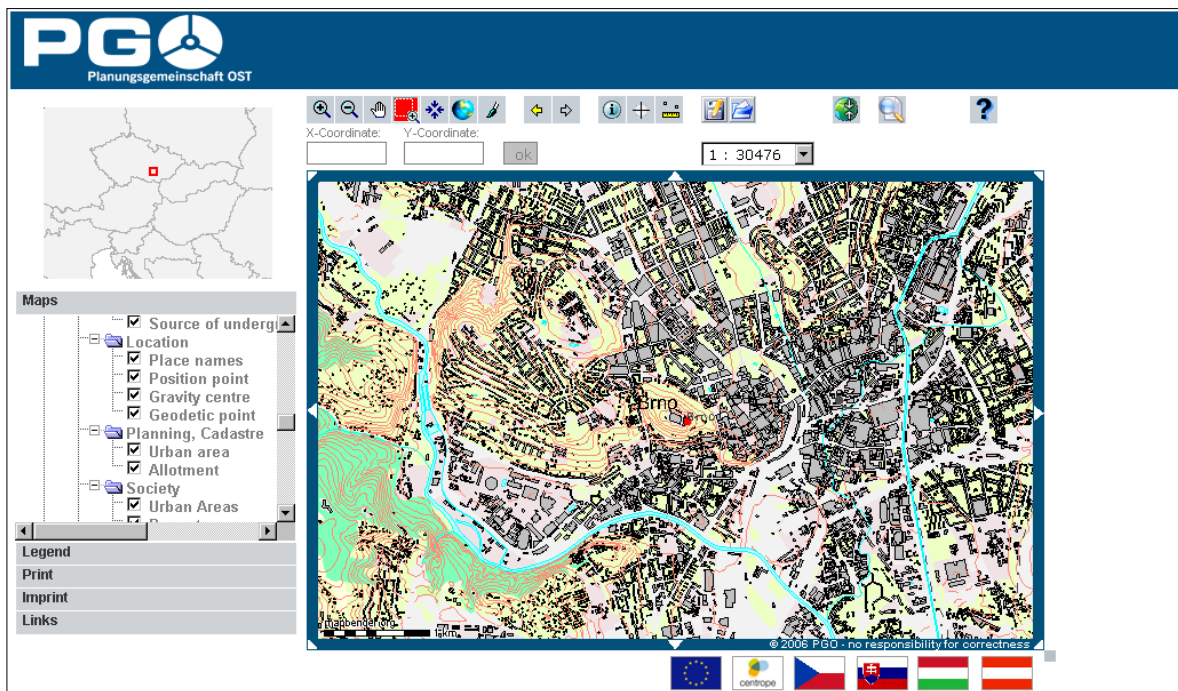 PGO
Planungsgemeinschaft OST
X-Coordinate: Y-Coordinate:
ok
1 : 30476
Maps
Source of undergr
Location
Place names
Position point
Gravity centre
Geodetic point
Planning, Cadastre
Urban area
Allotment
Society
Urban Areas
Legend
Print
Imprint
Links
Brno
Brno
mapbender.org
1km
© 2006 PGO - no responsibility for correctness
centrope